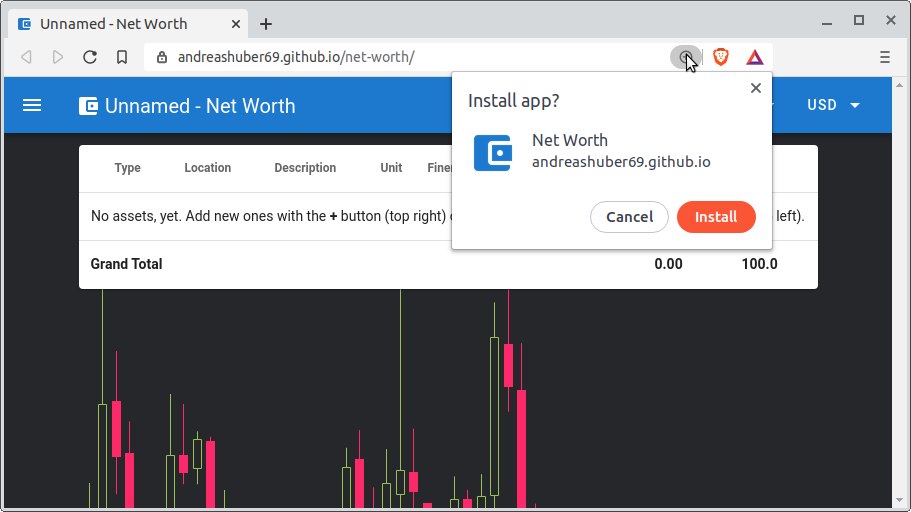 Unnamed - Net Worth
andreashuber69.github.io/net-worth/
Unnamed - Net Worth
USD
Install app?
Net Worth
andreashuber69.github.io
Cancel
Install
Type Location Description Unit
No assets, yet. Add new ones with the + button (top right) left).
Grand Total 0.00 100.0